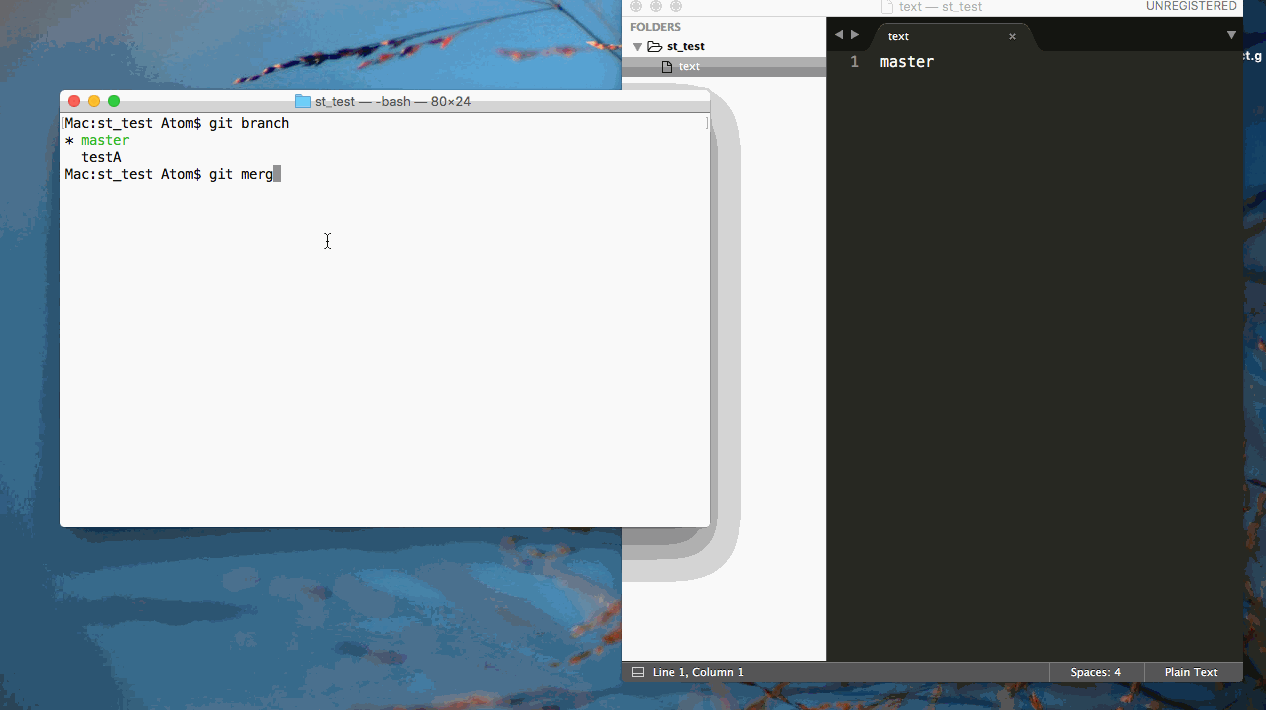 text — st_test
UNREGISTERED
FOLDERS
st_test
text
text
1 master
ct.g
st_test — -bash — 80×24
Mac:st_test Atom$ git branch
* master
testA
Mac:st_test Atom$ git merg
Line 1, Column 1
Spaces: 4
Plain Text